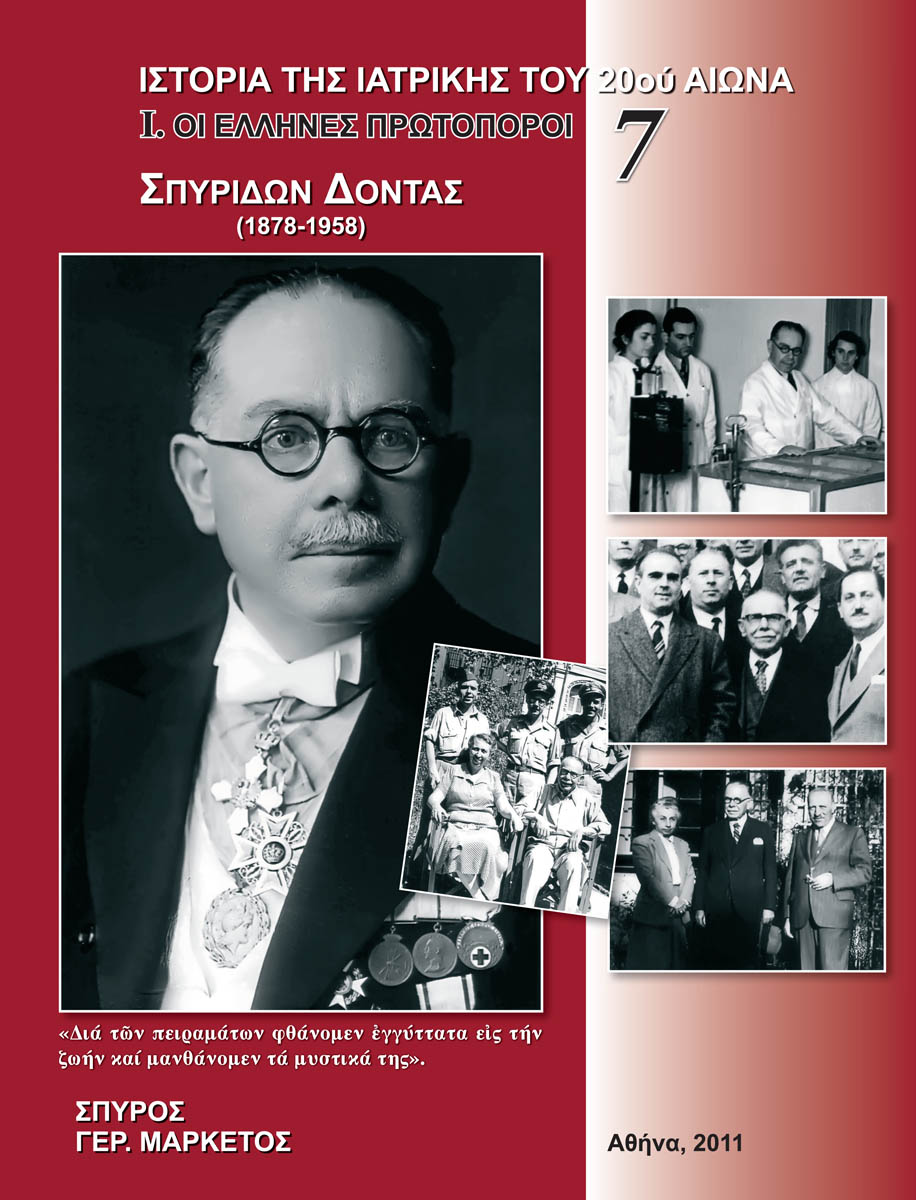 ΙΣΤΟΡΙΑ ΤΗΣ ΙΑΤΡΙΚΗΣ ΤΟΥ 20ού ΑΙΩΝΑ
Ι. ΟΙ ΕΛΛΗΝΕΣ ΠΡΩΤΟΠΟΡΟΙ 7
ΣΠΥΡΙΔΩΝ ΔΟΝΤΑΣ
(1878-1958)
«Διά τῶν πειραμάτων φθάνομεν ἐγγύττατα εἰς τήν
ζωήν καί μανθάνομεν τά μυστικά της».
ΣΠΥΡΟΣ
ΓΕΡ. ΜΑΡΚΕΤΟΣ
Αθήνα, 2011